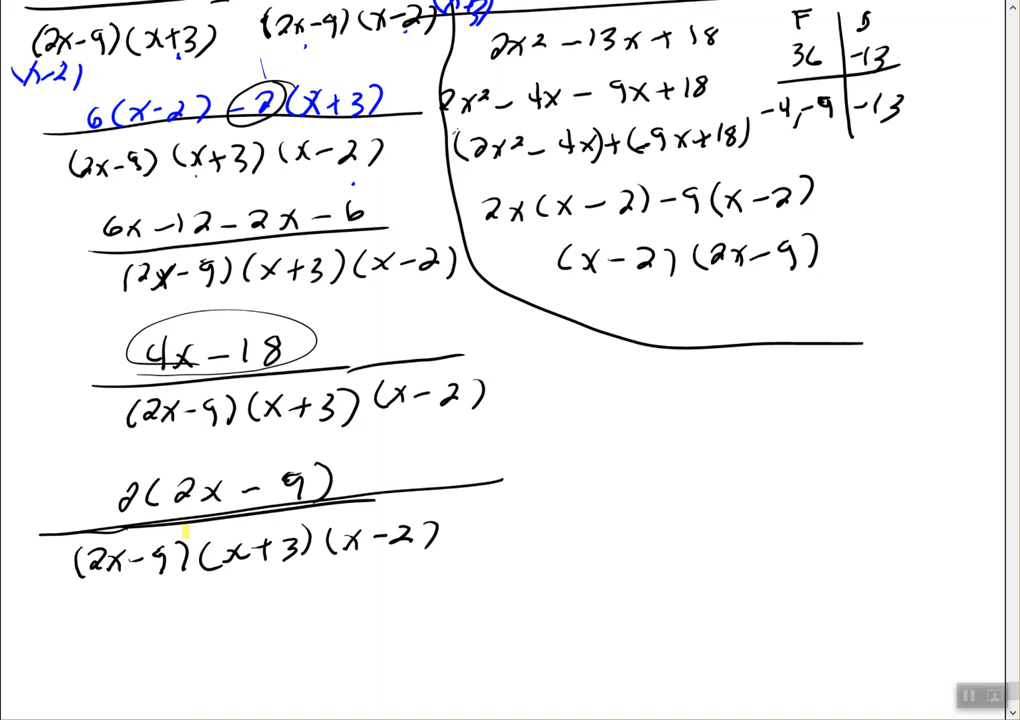 (2x-9)(x+3) (2x-9)(x-2)
(x-2) (x+3)
6(x-2) -2(x+3)
(2x-9) (x+3) (x-2)
6x-12-2x-6
(2x-9)(x+3)(x-2)
4x-18
(2x-9)(x+3)(x-2)
2(2x-9)
(2x-9)(x+3)(x-2)
2x² -13x+18
2x² - 4x - 9x+18
(2x² - 4x)+(-9x+18)
2x(x-2)-9(x-2)
(x-2)(2x-9)
F S
36 -13
-4,-9 -13